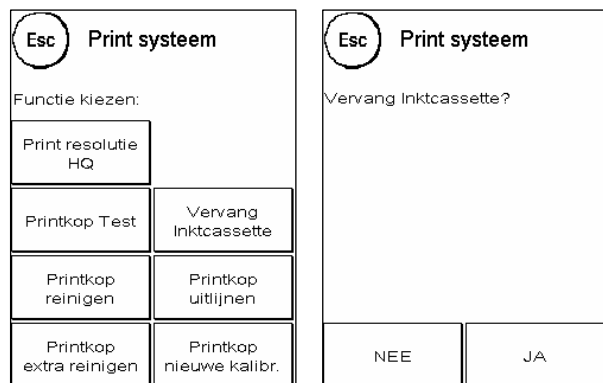 Esc Print systeem
Functie kiezen:
Print resolutie
HQ
Printkop Test
Vervang
Inktcassette
Printkop
reinigen
Printkop
uitlijnen
Printkop
extra reinigen
Printkop
nieuwe kalibr.
Esc Print systeem
Vervang Inktcassette?
NEE
JA